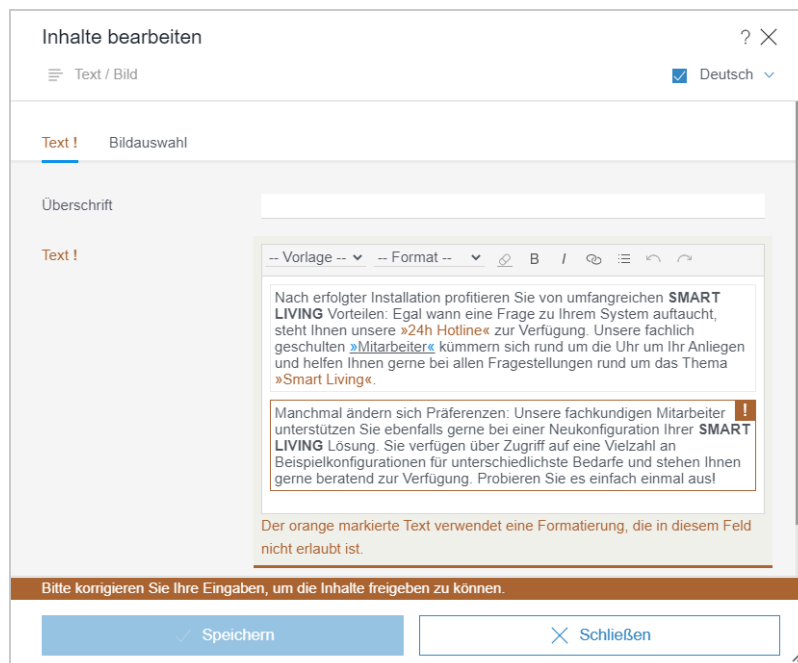 Inhalte bearbeiten
?
Text / Bild
Deutsch
Text !
Bildauswahl
Überschrift
Text !
-- Vorlage --
-- Format --
B
I
Nach erfolgter Installation profitieren Sie von umfangreichen SMART
LIVING Vorteilen: Egal wann eine Frage zu Ihrem System auftaucht,
steht Ihnen unsere »24h Hotline« zur Verfügung. Unsere fachlich
geschulten »Mitarbeiter« kümmern sich rund um die Uhr um Ihr Anliegen
und helfen Ihnen gerne bei allen Fragestellungen rund um das Thema
»Smart Living«.
!
Manchmal ändern sich Präferenzen: Unsere fachkundigen Mitarbeiter
unterstützen Sie ebenfalls gerne bei einer Neukonfiguration Ihrer SMART
LIVING Lösung. Sie verfügen über Zugriff auf eine Vielzahl an
Beispielkonfigurationen für unterschiedlichste Bedarfe und stehen Ihnen
gerne beratend zur Verfügung. Probieren Sie es einfach einmal aus!
Der orange markierte Text verwendet eine Formatierung, die in diesem Feld
nicht erlaubt ist.
Bitte korrigieren Sie Ihre Eingaben, um die Inhalte freigeben zu können.
Speichern
Schließen